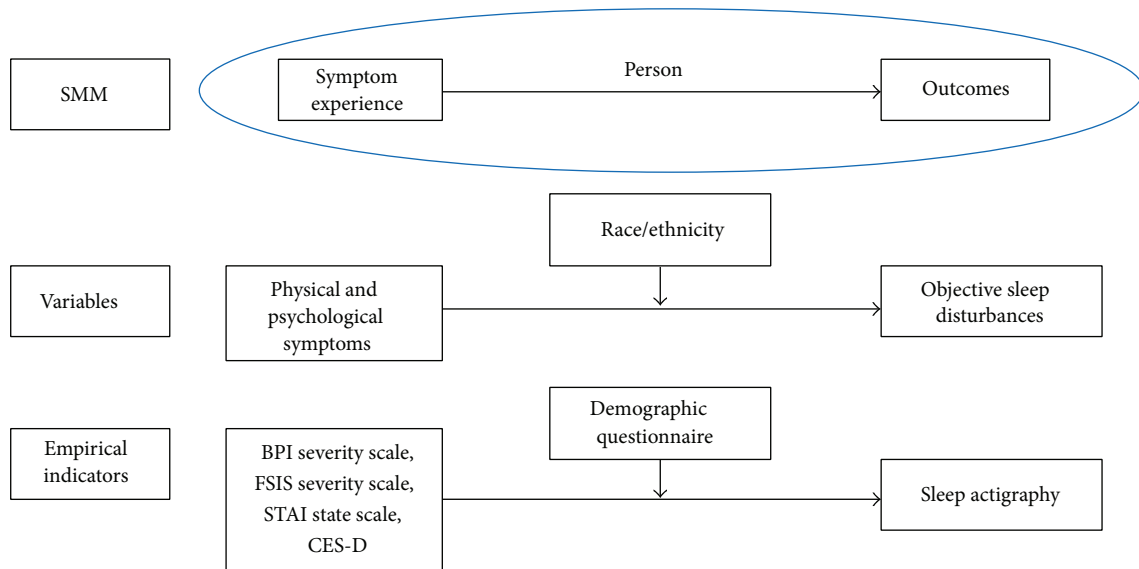 SMM
Symptom
experience
Person
Outcomes
Race/ethnicity
Variables
Physical and
psychological
symptoms
Objective sleep
disturbances
Demographic
questionnaire
Empirical
indicators
BPI severity scale,
FSIS severity scale,
STAI state scale,
CES-D
Sleep actigraphy